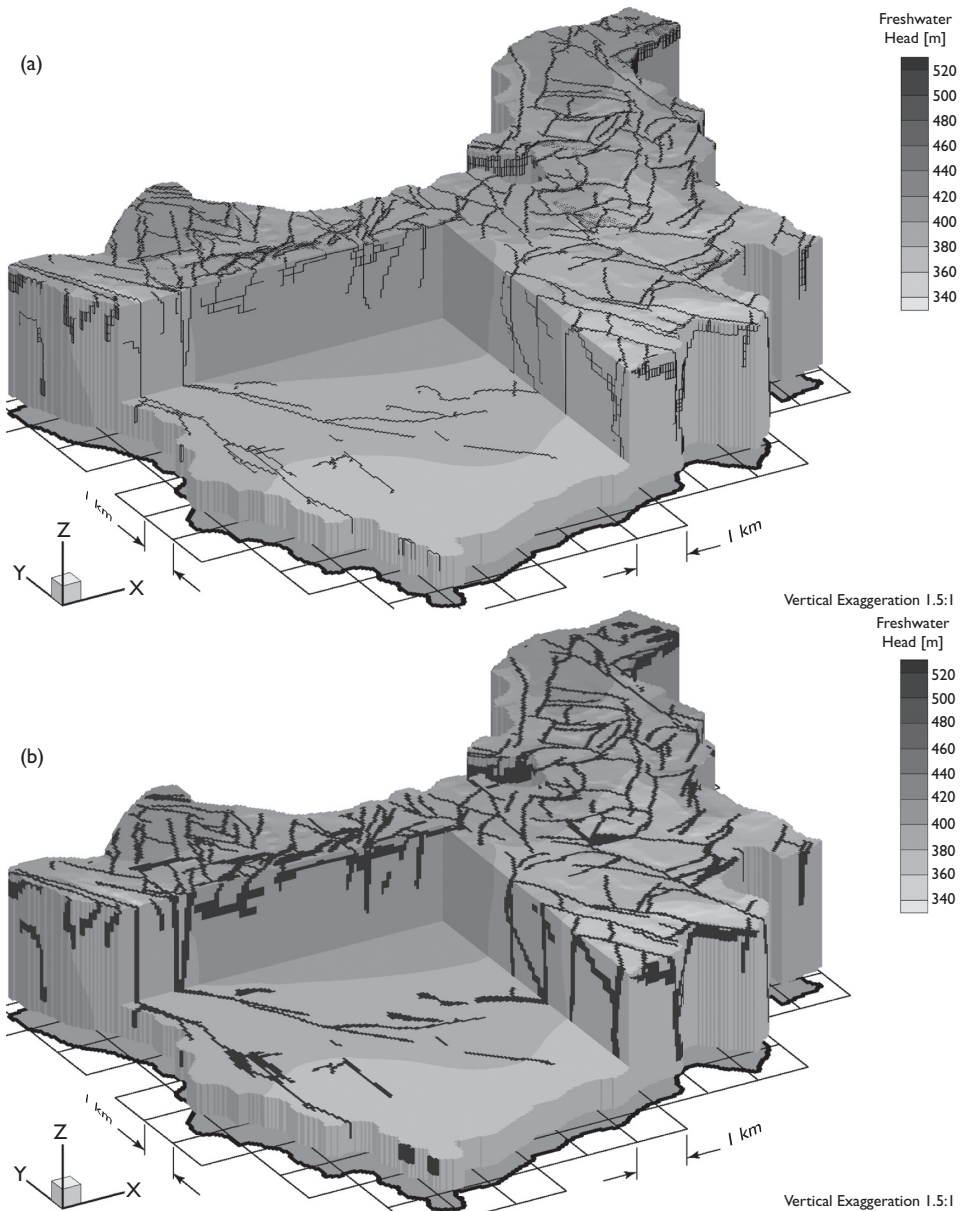 Freshwater
Head [m]
(a)
520
500
480
460
440
420
400
380
360
340
1 km
1 km
Z
Y
X
Vertical Exaggeration 1.5:1
Freshwater
Head [m]
(b)
520
500
480
460
440
420
400
380
360
340
1 km
1 km
Z
Y
X
Vertical Exaggeration 1.5:1